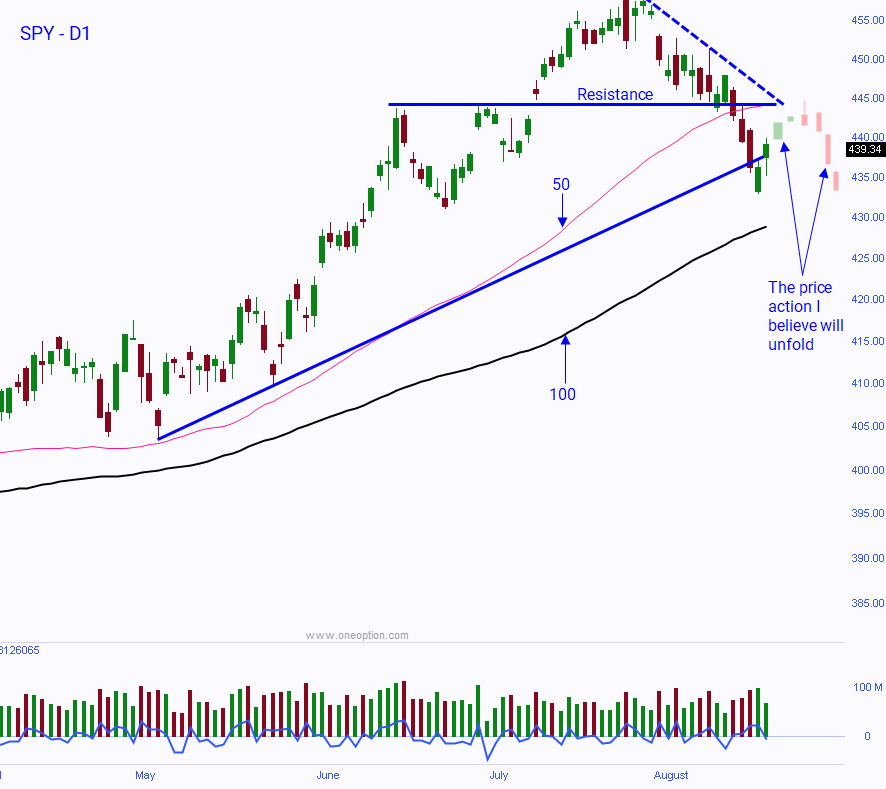 SPY - D1
455.00
450.00
Resistance
445.00
440.00
439.34
435.00
50
430.00
425.00
The price
action I
believe will
unfold
420.00
415.00
410.00
100
405.00
400.00
395.00
390.00
385.00
www.oneoption.com
3126065
100 M
0
May
June
July
August